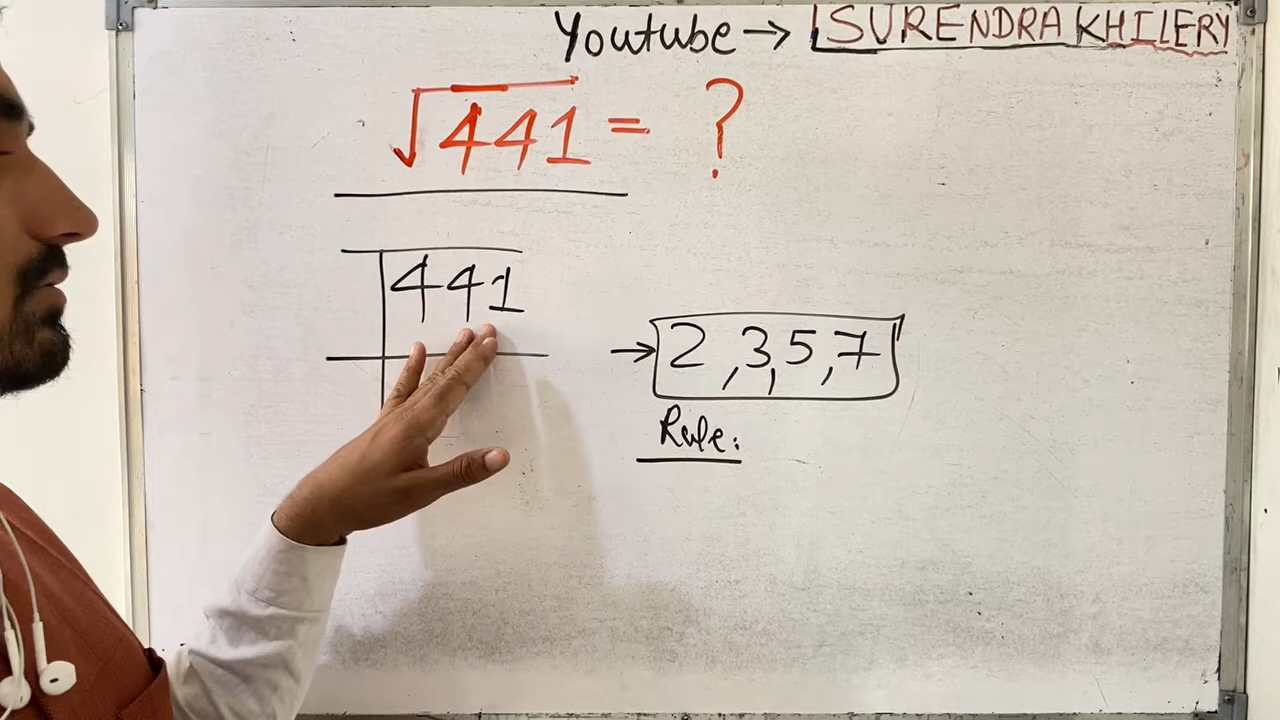 Youtube → SURENDRA KHILERY
√441 = ?
441
→ 2,3,5,7
Rule: